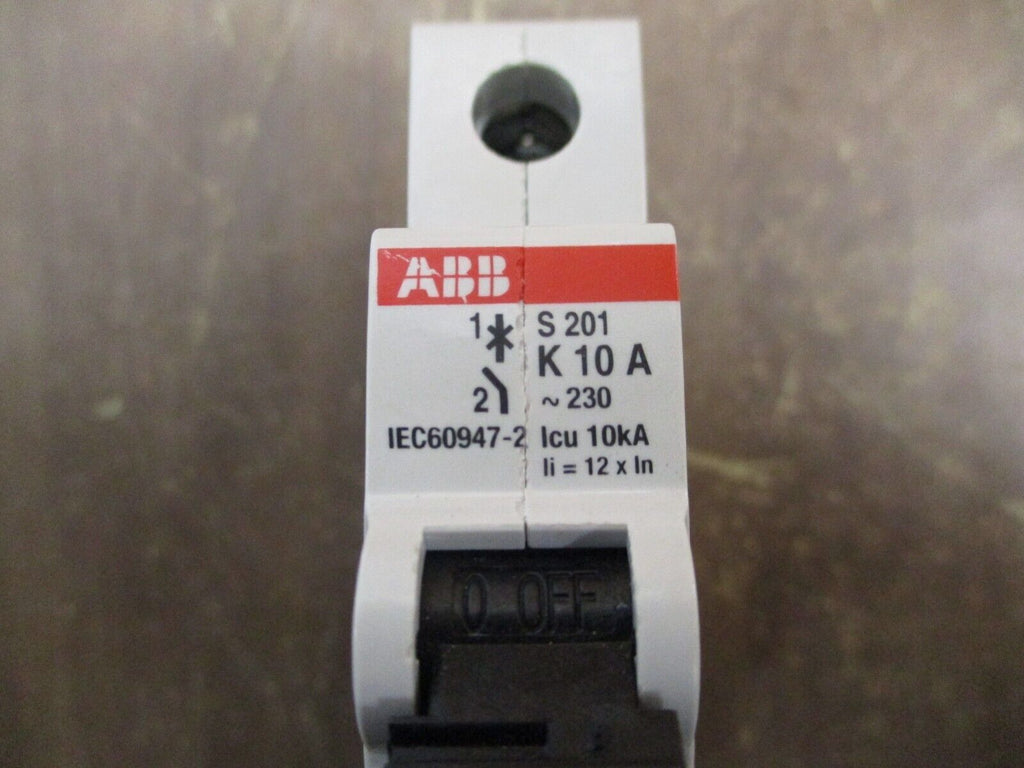 ABB
1 S 201
K 10 A
2 ~ 230
IEC60947-2 Icu 10kA
Ii = 12 x In
0 OFF